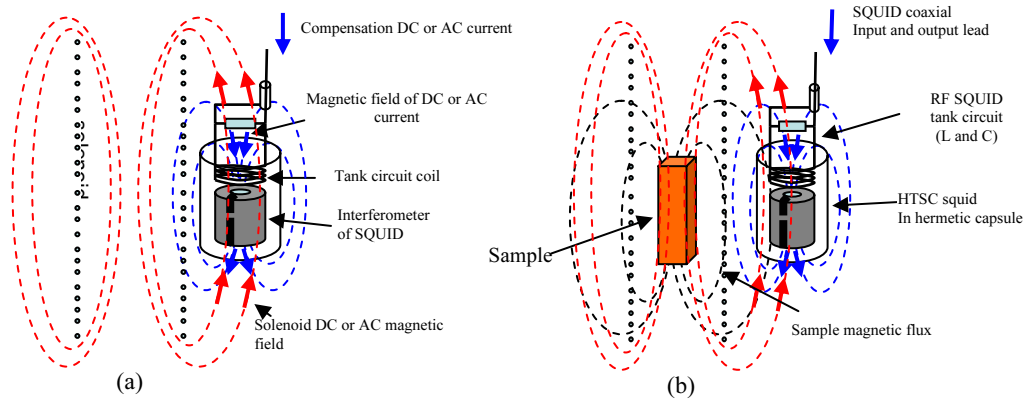 Compensation DC or AC current
Magnetic field of DC or AC
current
Tank circuit coil
Interferometer
of SQUID
Solenoid DC or AC magnetic
field
(a)
SQUID coaxial
Input and output lead
RF SQUID
tank circuit
(L and C)
HTSC squid
In hermetic capsule
Sample
Sample magnetic flux
(b)